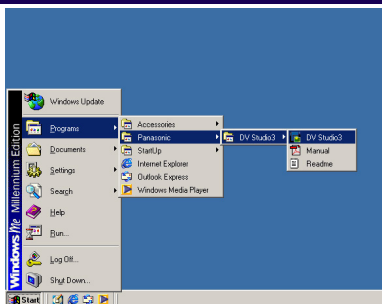 Windows Update
Programs
Documents
Settings
Search
Help
Run...
Log Off...
Shut Down...
Windows Me Millennium Edition
Start
Accessories
Panasonic
StartUp
Internet Explorer
Outlook Express
Windows Media Player
DV Studio3
DV Studio3
Manual
Readme